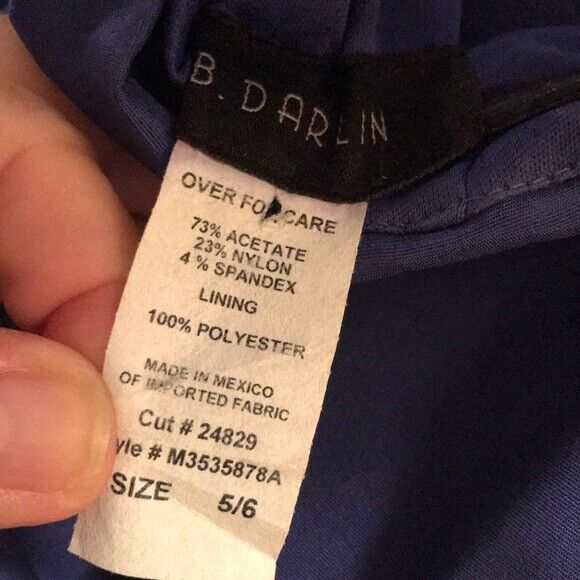 B. DARLIN
OVER FOR CARE
73% ACETATE
23% NYLON
4% SPANDEX
LINING
100% POLYESTER
MADE IN MEXICO
OF IMPORTED FABRIC
Cut # 24829
yle # M3535878A
SIZE 5/6